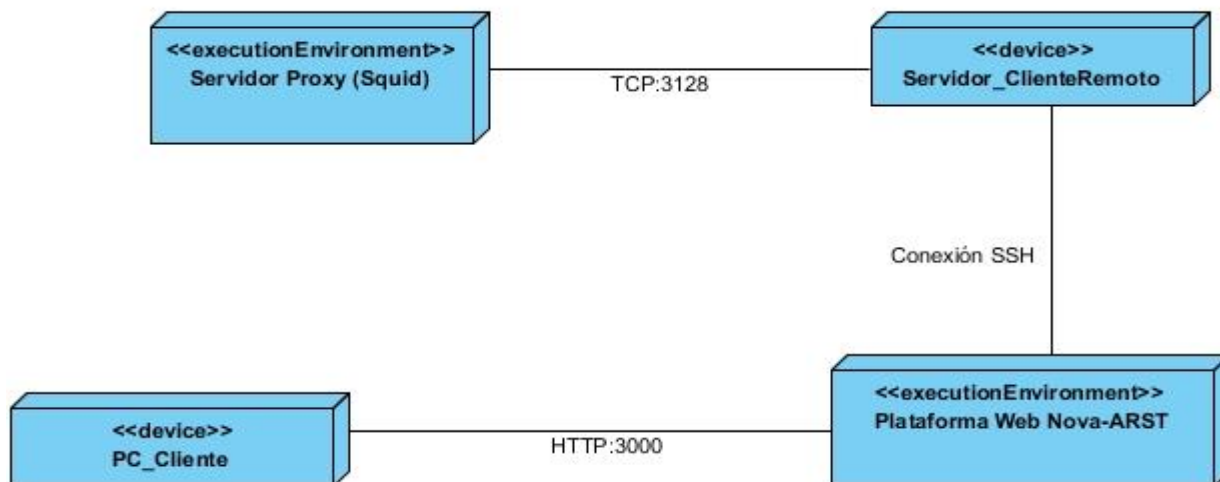 <<executionEnvironment>>
Servidor Proxy (Squid)
TCP:3128
<<device>>
Servidor_ClienteRemoto
Conexión SSH
<<device>>
PC_Cliente
HTTP:3000
<<executionEnvironment>>
Plataforma Web Nova-ARST